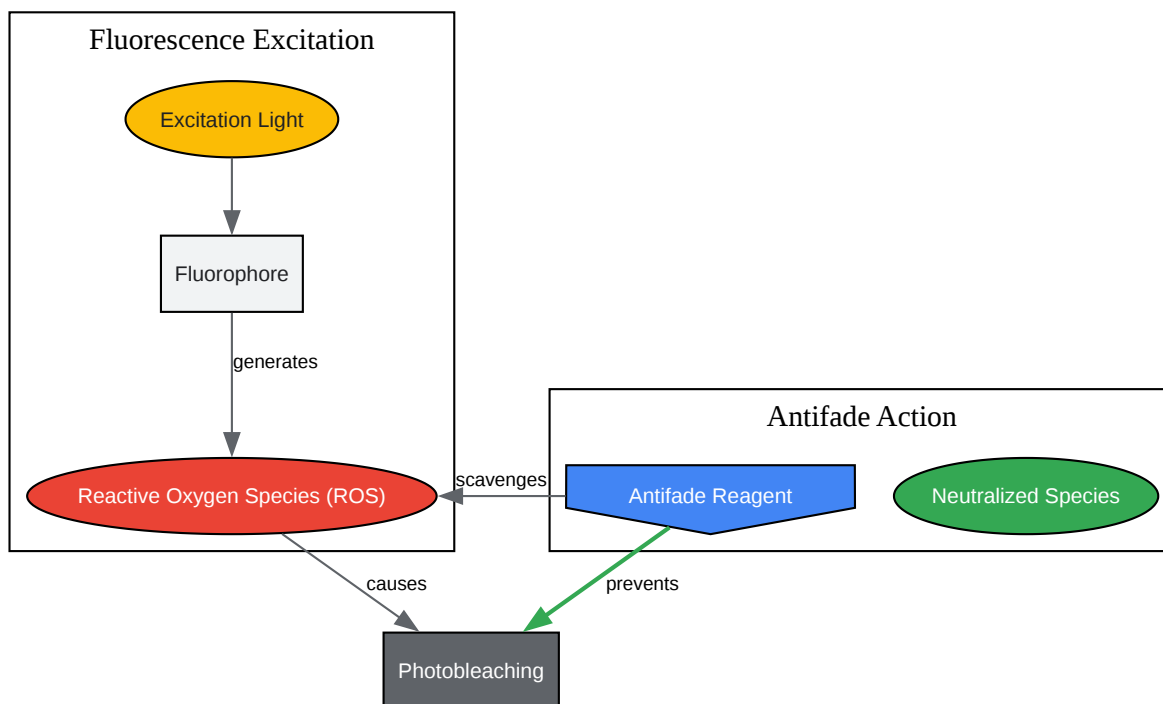 Fluorescence Excitation
Excitation Light
Fluorophore
generates
Antifade Action
Reactive Oxygen Species (ROS)
scavenges
Antifade Reagent
Neutralized Species
causes
prevents
Photobleaching